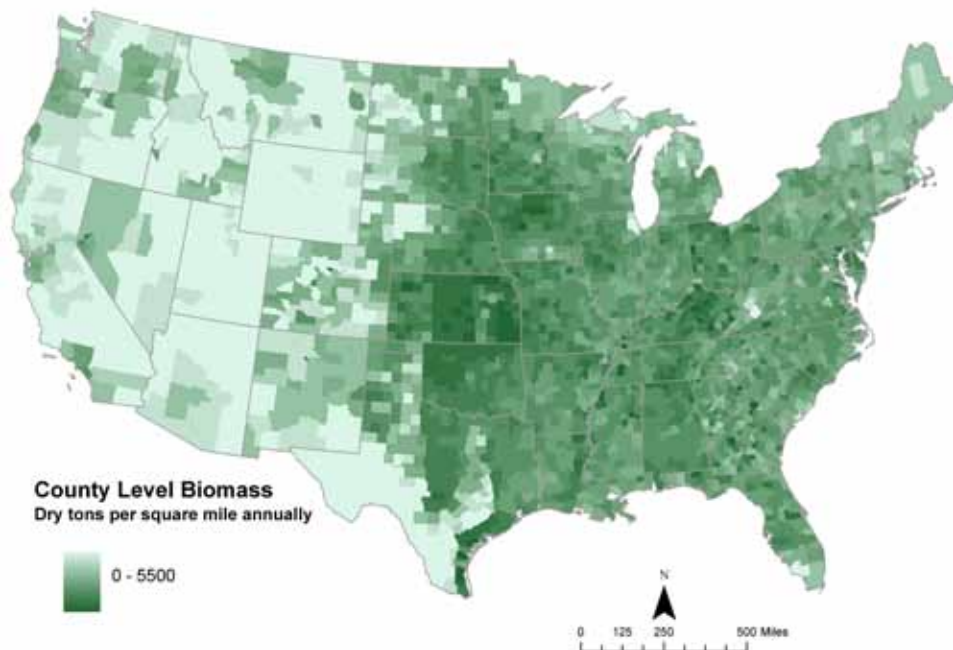 County Level Biomass
Dry tons per square mile annually
0 - 5500
N
0 125 250 500 Miles